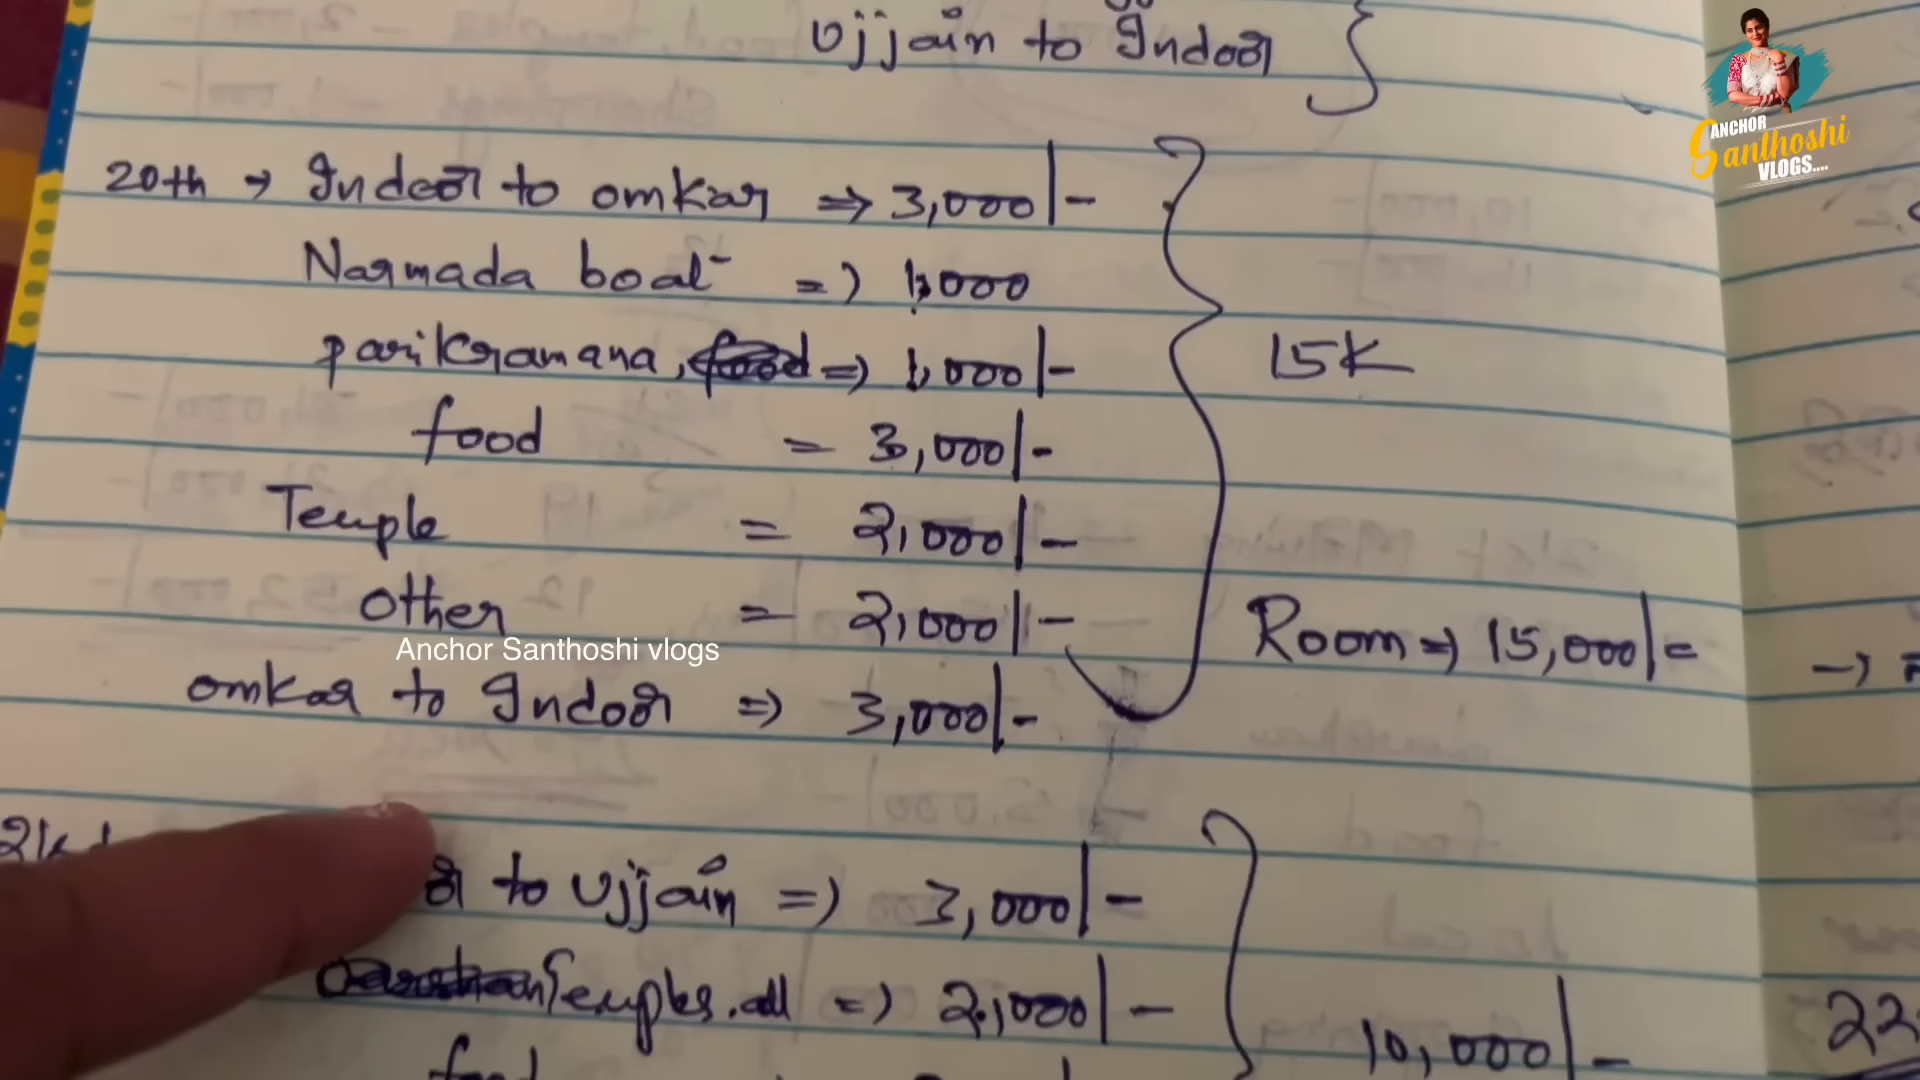 Ujjain to Indoor
ANCHOR
Santhoshi
VLOGS....
20th → Indoor to omkar ⇒ 3,000/-
Narmada boat ⇒ 1,000
parikramana, food ⇒ 1,000/-
15K
food = 3,000/-
Temple = 2,000/-
other = 2,000/-
Room ⇒ 15,000/=
Anchor Santhoshi vlogs
omkar to Indoor ⇒ 3,000/-
to Ujjain ⇒ 3,000/-
Temples.all ⇒ 2,000/-
10,000/-
22
food